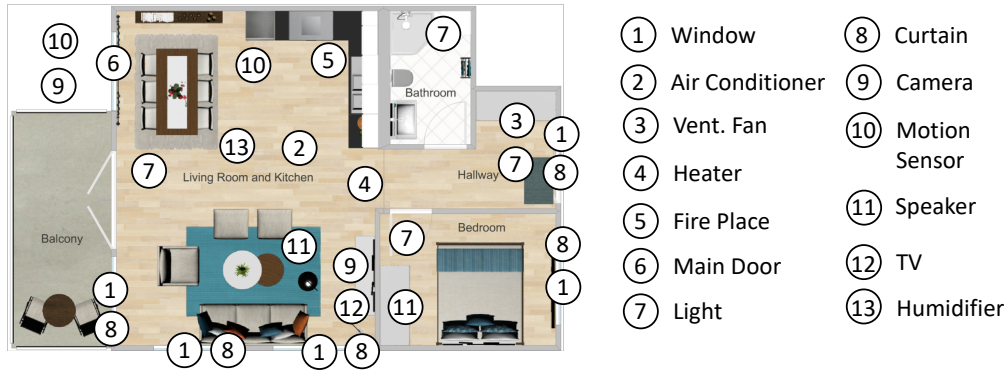 10
9
6
10
5
7
Bathroom
3
1
13
2
7
Living Room and Kitchen
4
7
8
Hallway
Balcony
11
7
Bedroom
8
9
1
12
11
1
8
1
8
1
8
1 Window
2 Air Conditioner
3 Vent. Fan
4 Heater
5 Fire Place
6 Main Door
7 Light
8 Curtain
9 Camera
10 Motion
Sensor
11 Speaker
12 TV
13 Humidifier